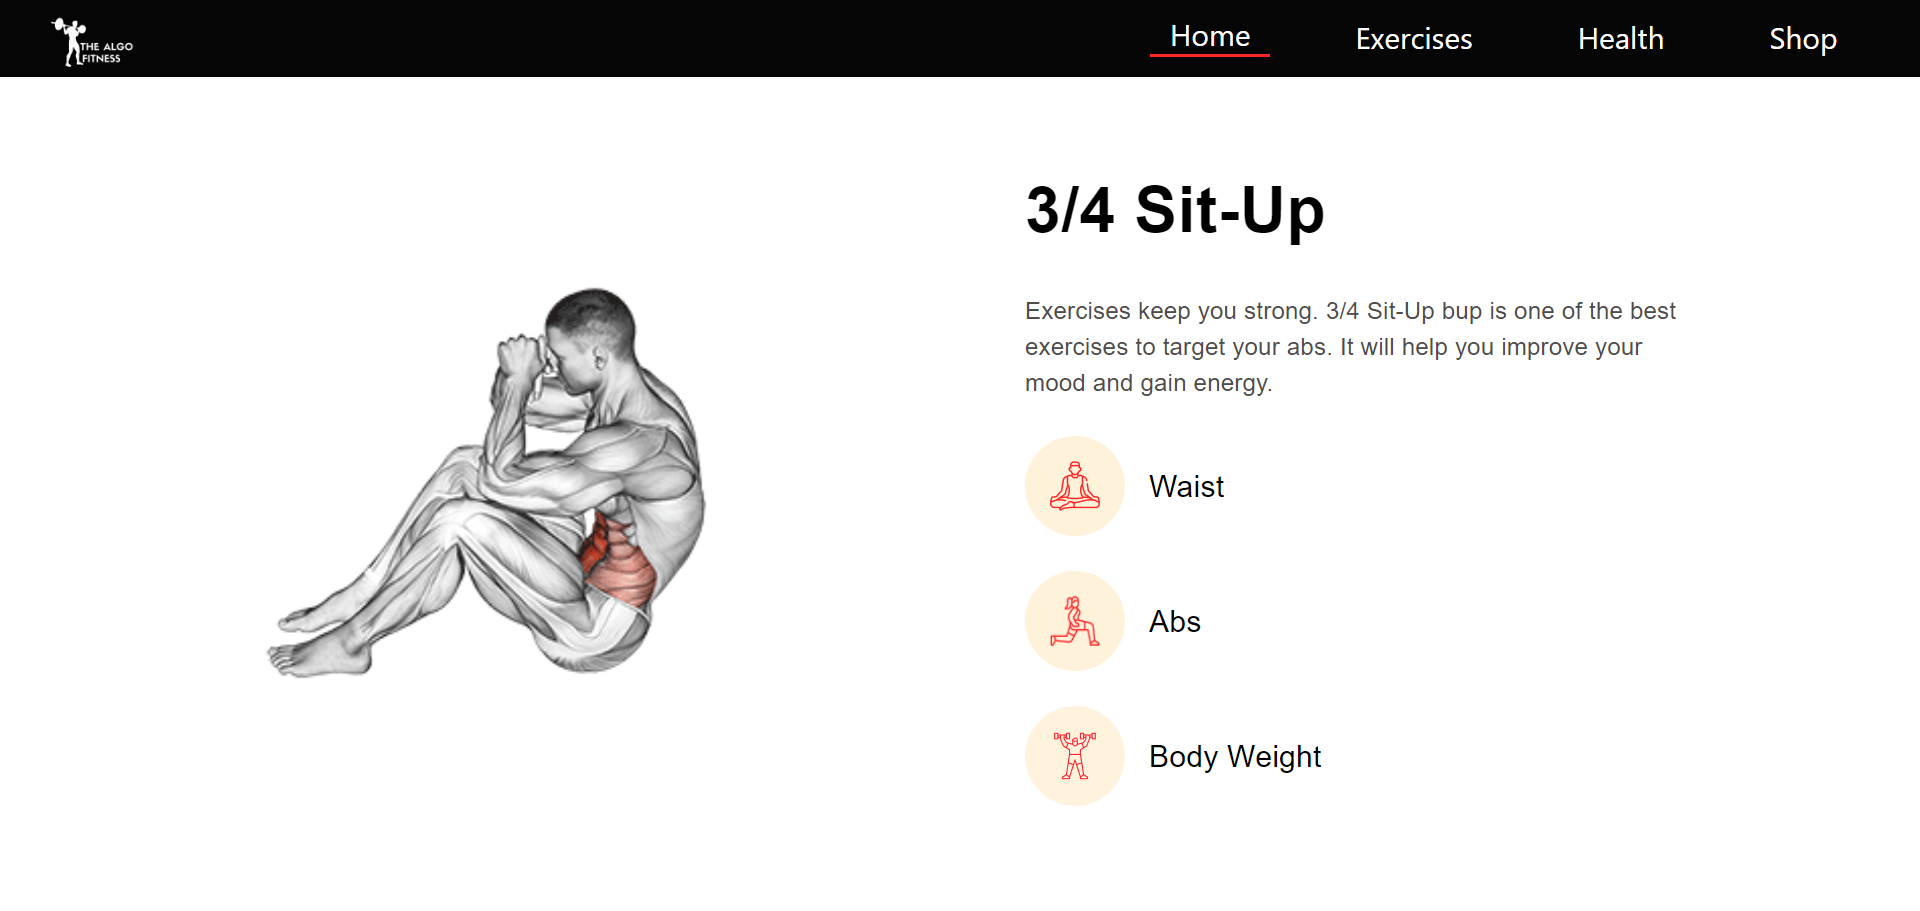 THE ALGO
FITNESS
Home
Exercises
Health
Shop
3/4 Sit-Up
Exercises keep you strong. 3/4 Sit-Up bup is one of the best
exercises to target your abs. It will help you improve your
mood and gain energy.
Waist
Abs
Body Weight